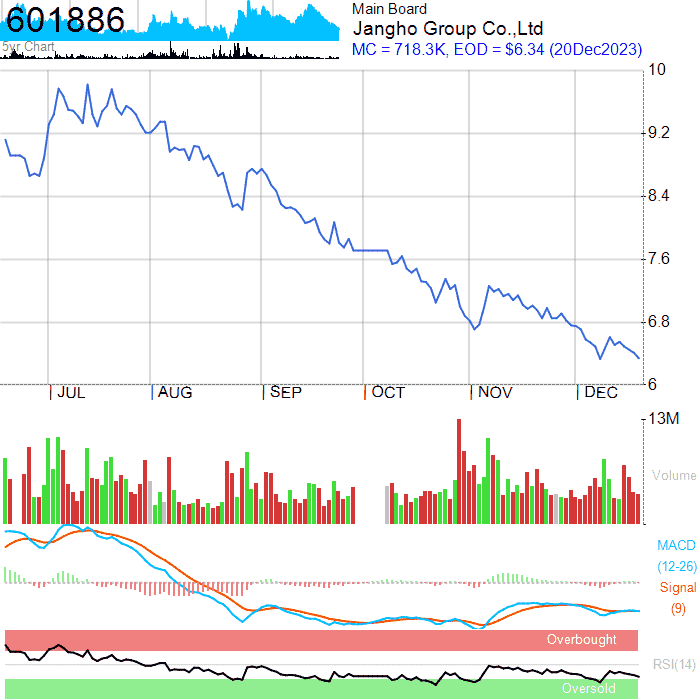 601886
5yr Chart
Main Board
Jangho Group Co.,Ltd
MC = 718.3K, EOD = $6.34 (20Dec2023)
10
9.2
8.4
7.6
6.8
6
JUL AUG SEP OCT NOV DEC
13M
Volume
MACD
(12-26)
Signal
(9)
Overbought
RSI(14)
Oversold